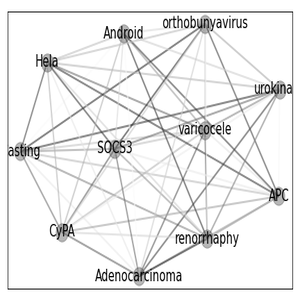 orthobunyavirus
Android
Hela
urokina
varicocele
SOCS3
asting
APC
CyPA
renorrhaphy
Adenocarcinoma